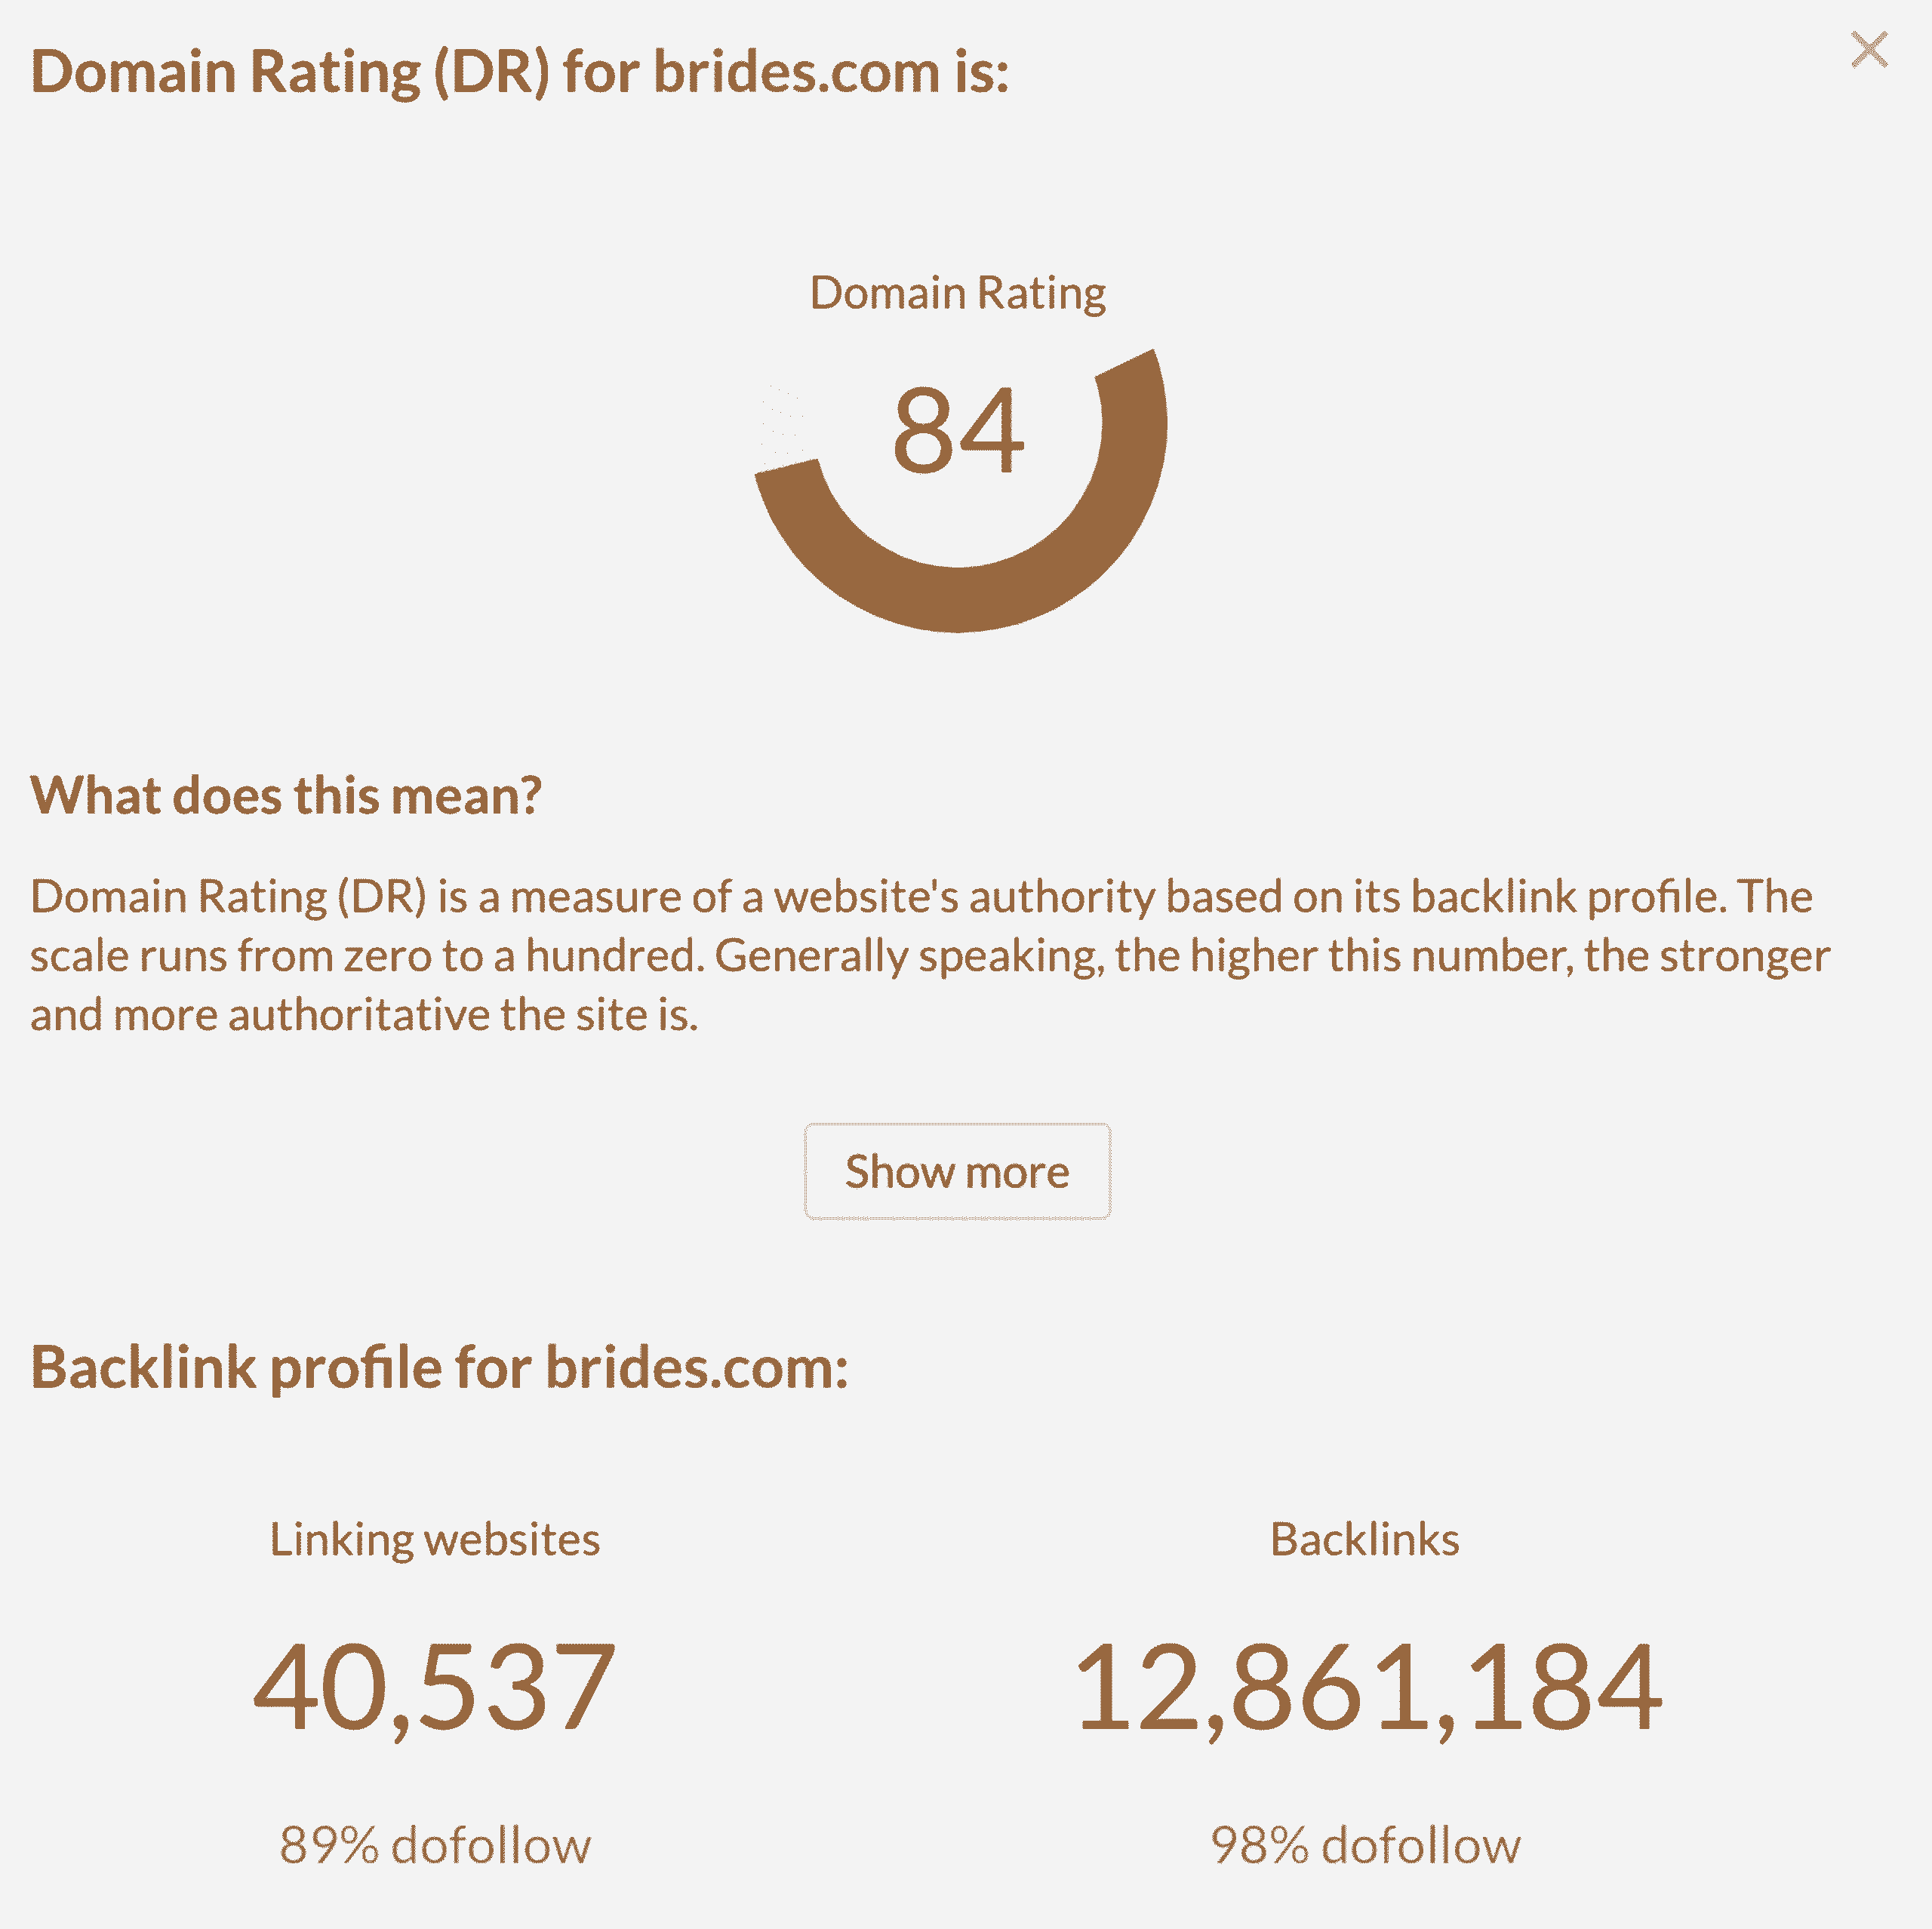 Domain Rating (DR) for brides.com is:
Domain Rating
84
What does this mean?
Domain Rating (DR) is a measure of a website's authority based on its backlink profile. The
scale runs from zero to a hundred. Generally speaking, the higher this number, the stronger
and more authoritative the site is.
Show more
Backlink profile for brides.com:
Linking websites
Backlinks
40,537
12,861,184
89% dofollow
98% dofollow